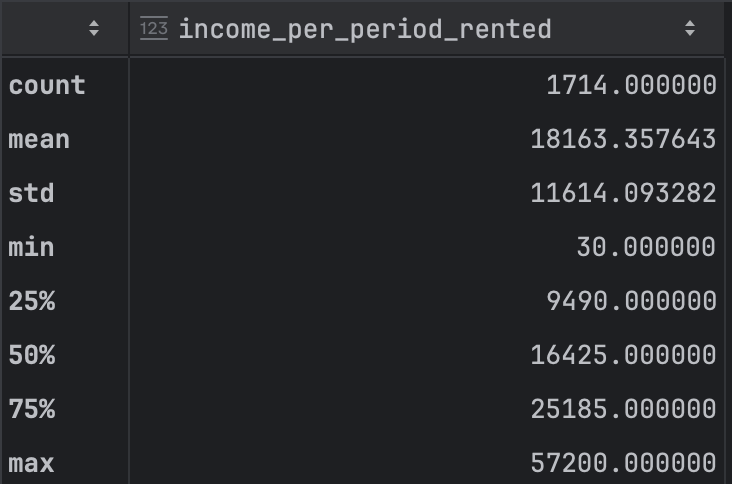 123 income_per_period_rented
count 1714.000000
mean 18163.357643
std 11614.093282
min 30.000000
25% 9490.000000
50% 16425.000000
75% 25185.000000
max 57200.000000